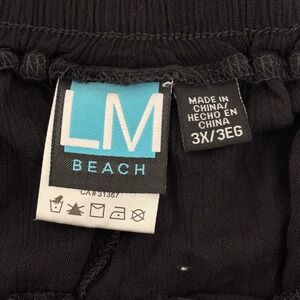 LM
BEACH
CA#31367
MADE IN
CHINA/
HECHO EN
CHINA
3X/3EG